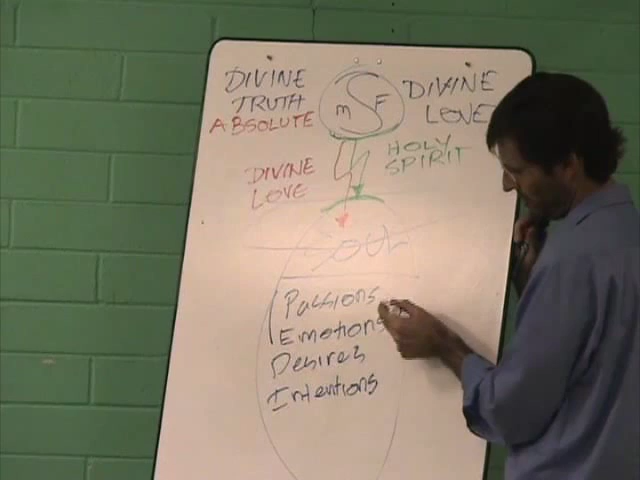 DIVINE
TRUTH
ABSOLUTE
M F
DIVINE
LOVE
HOLY
SPIRIT
DIVINE
LOVE
SOUL
Passions
Emotions
Desires
Intentions